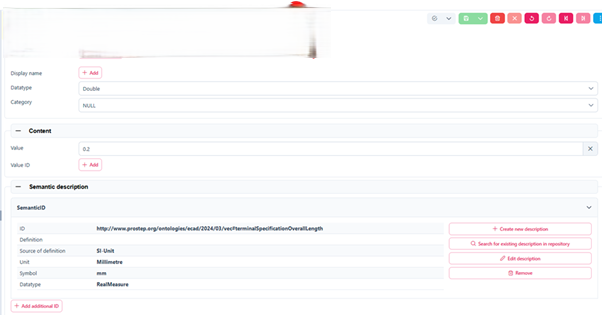 Display name
+ Add
Datatype
Double
Category
NULL
Content
Value
0.2
Value ID
+ Add
Semantic description
SemanticID
ID
http://www.prostep.org/ontologies/ecad/2024/03/vec#terminalSpecificationOverallLength
Definition
Source of definition
SI-Unit
Unit
Millimetre
Symbol
mm
Datatype
RealMeasure
+ Create new description
Search for existing description in repository
Edit description
Remove
+ Add additional ID